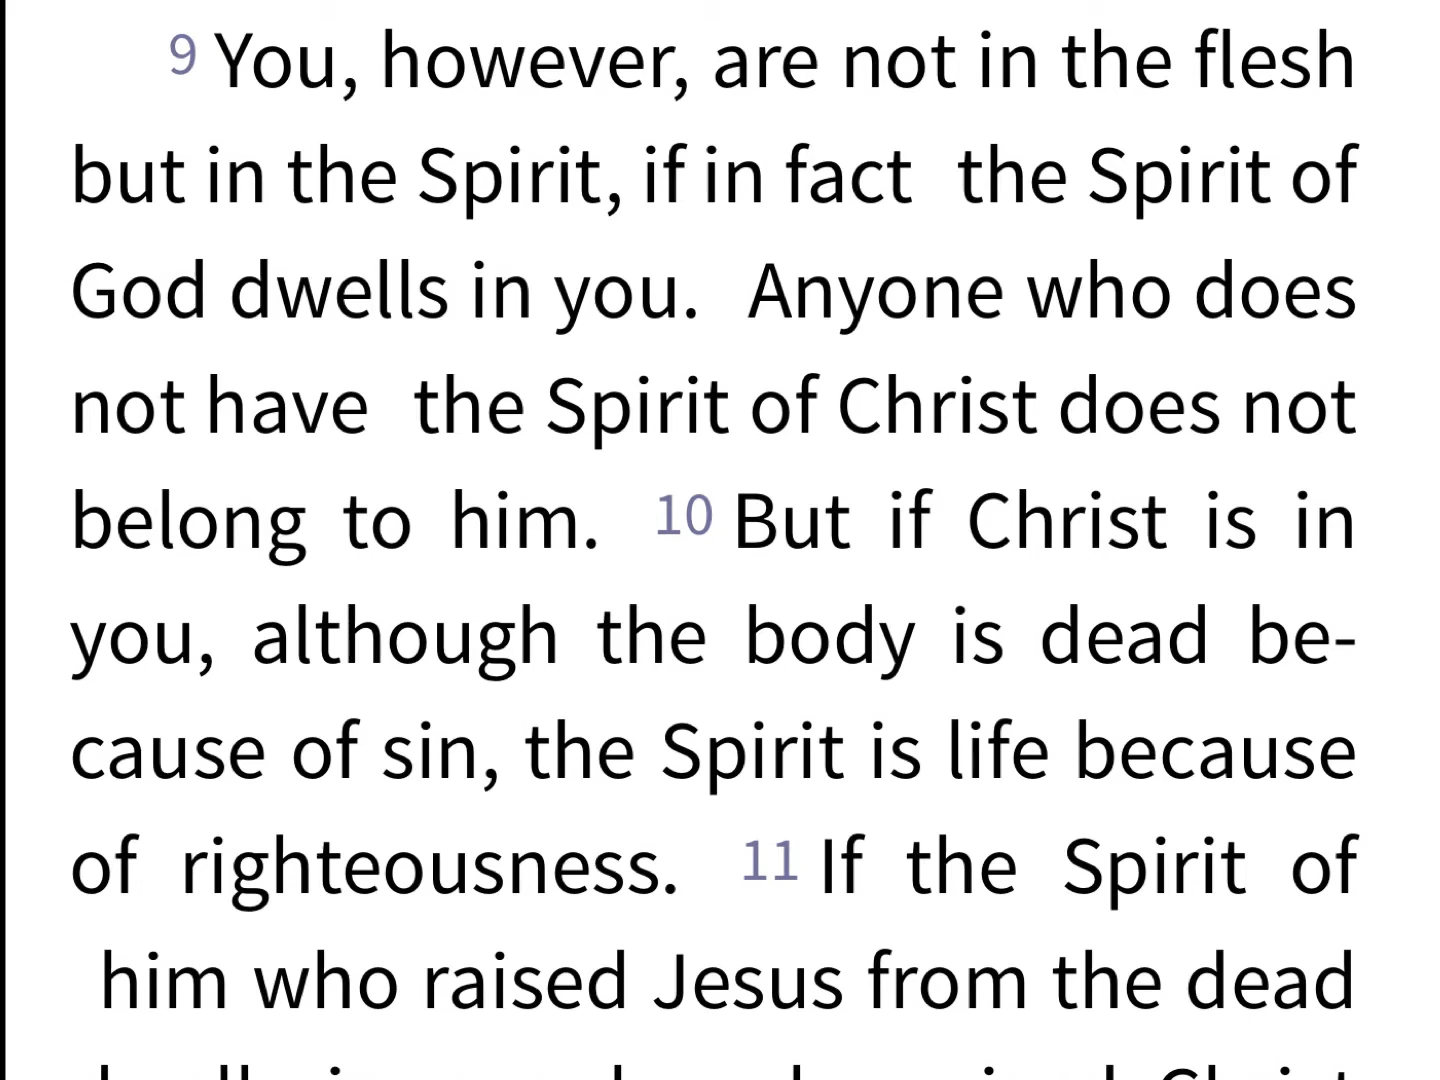 9 You, however, are not in the flesh
but in the Spirit, if in fact the Spirit of
God dwells in you. Anyone who does
not have the Spirit of Christ does not
belong to him. 10 But if Christ is in
you, although the body is dead be-
cause of sin, the Spirit is life because
of righteousness. 11 If the Spirit of
him who raised Jesus from the dead